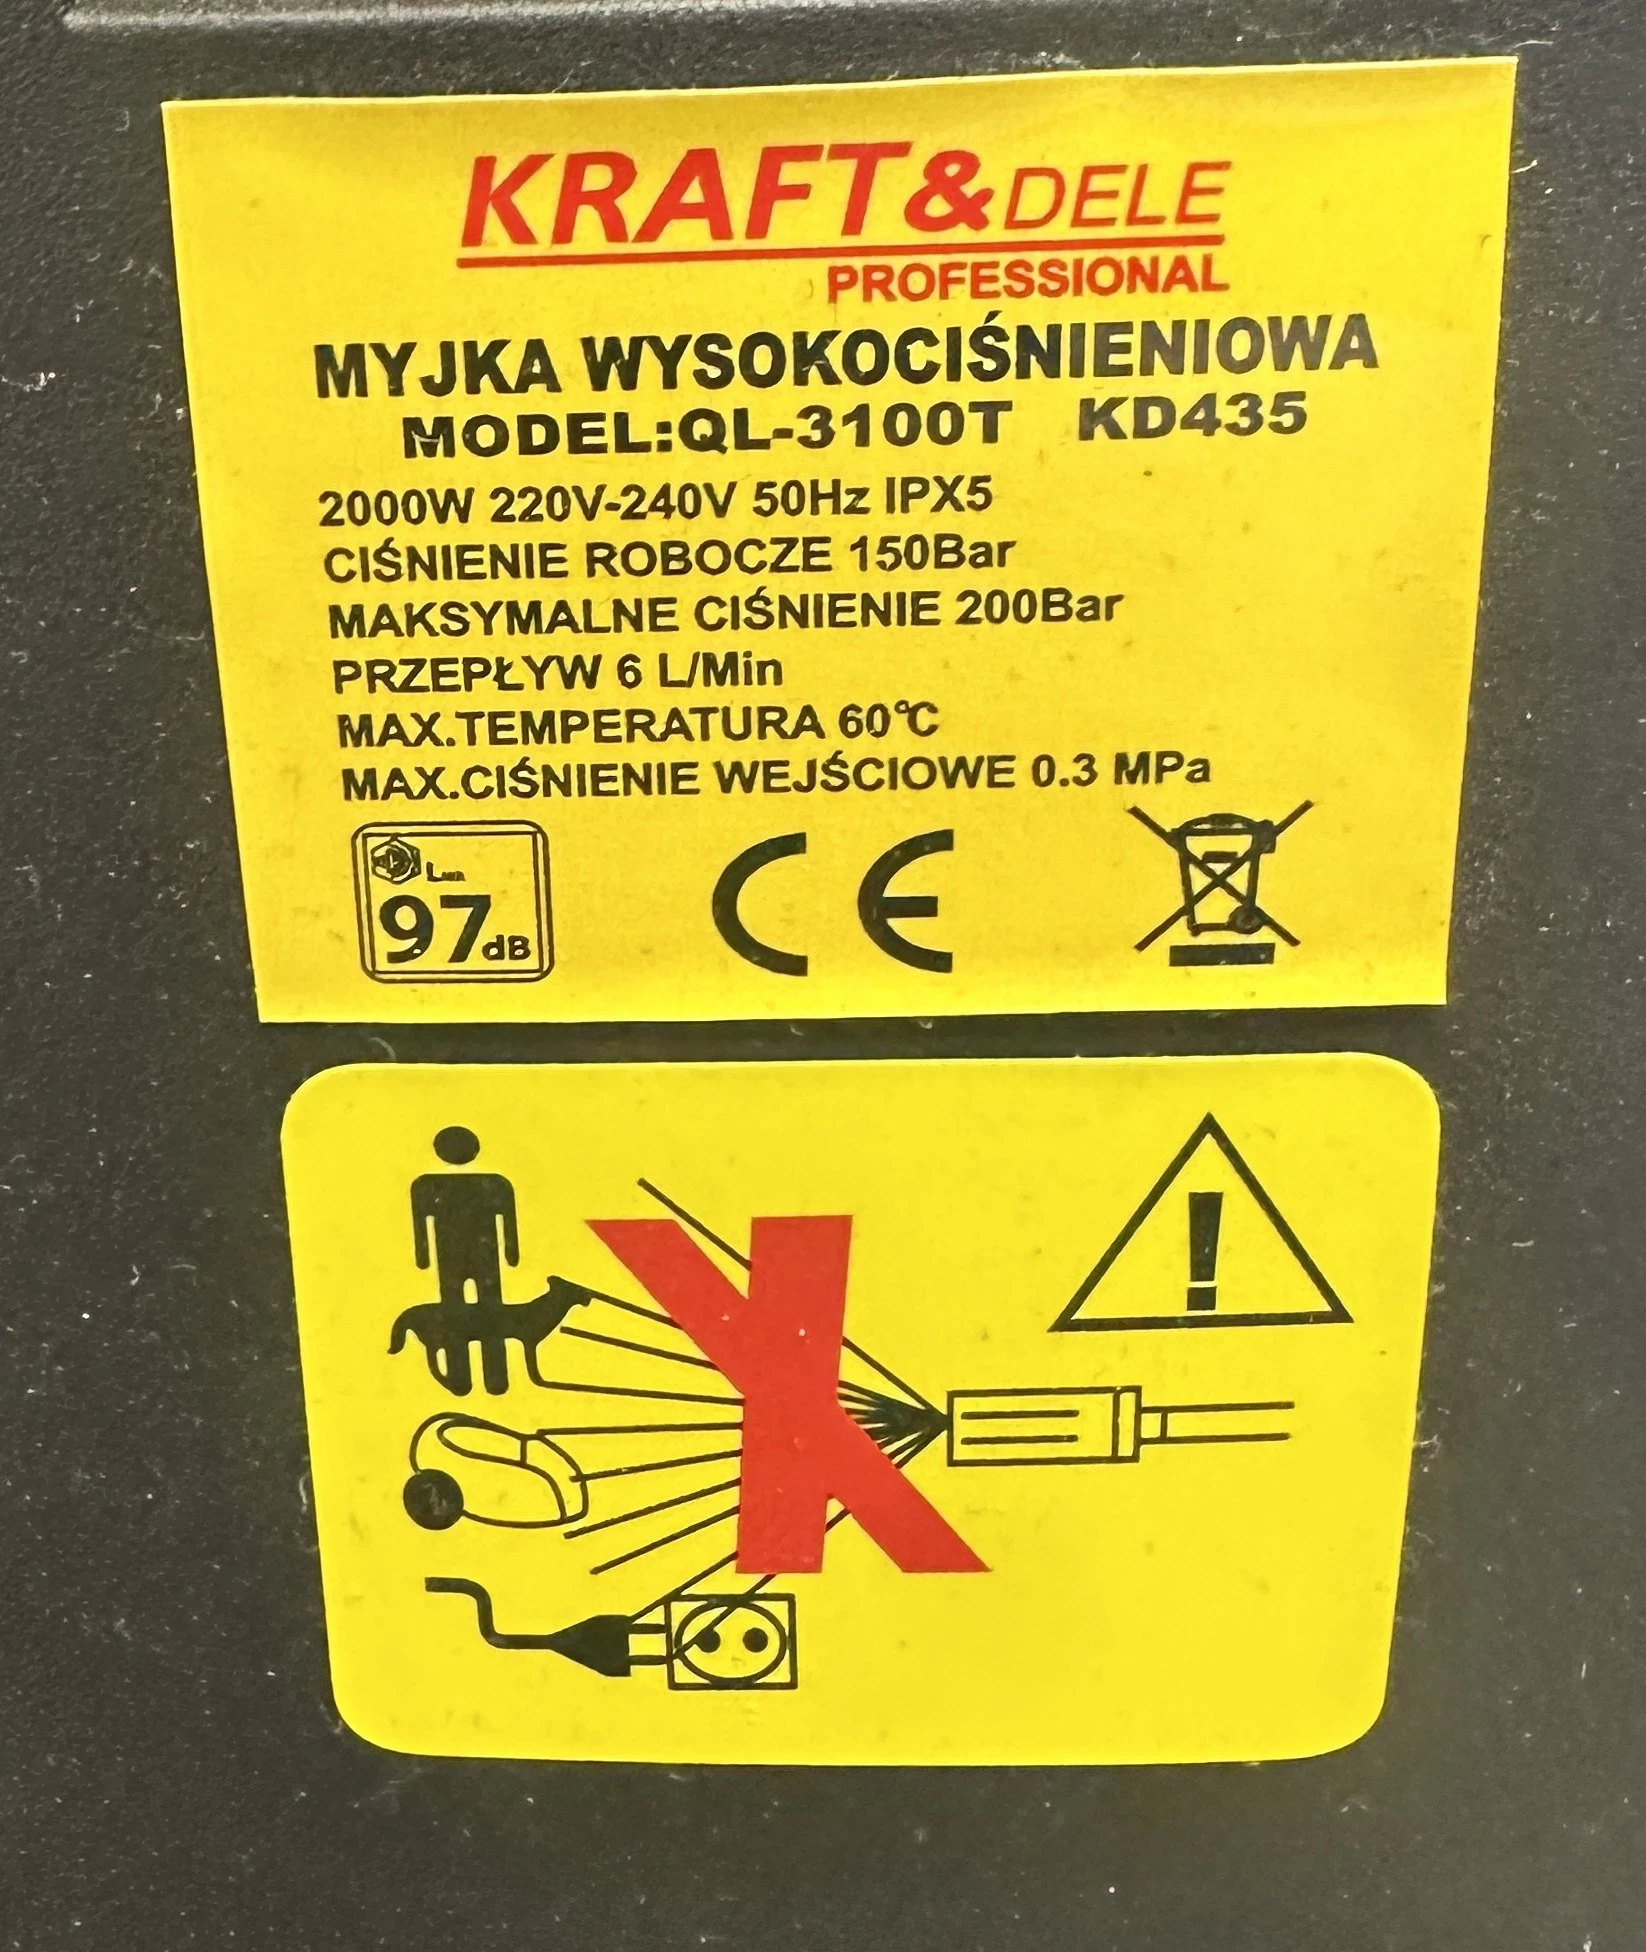 KRAFT&DELE
PROFESSIONAL
MYJKA WYSOKOCIŚNIENIOWA
MODEL:QL-3100T KD435
2000W 220V-240V 50Hz IPX5
CIŚNIENIE ROBOCZE 150Bar
MAKSYMALNE CIŚNIENIE 200Bar
PRZEPŁYW 6 L/Min
MAX.TEMPERATURA 60℃
MAX.CIŚNIENIE WEJŚCIOWE 0.3 MPa
97dB
CE